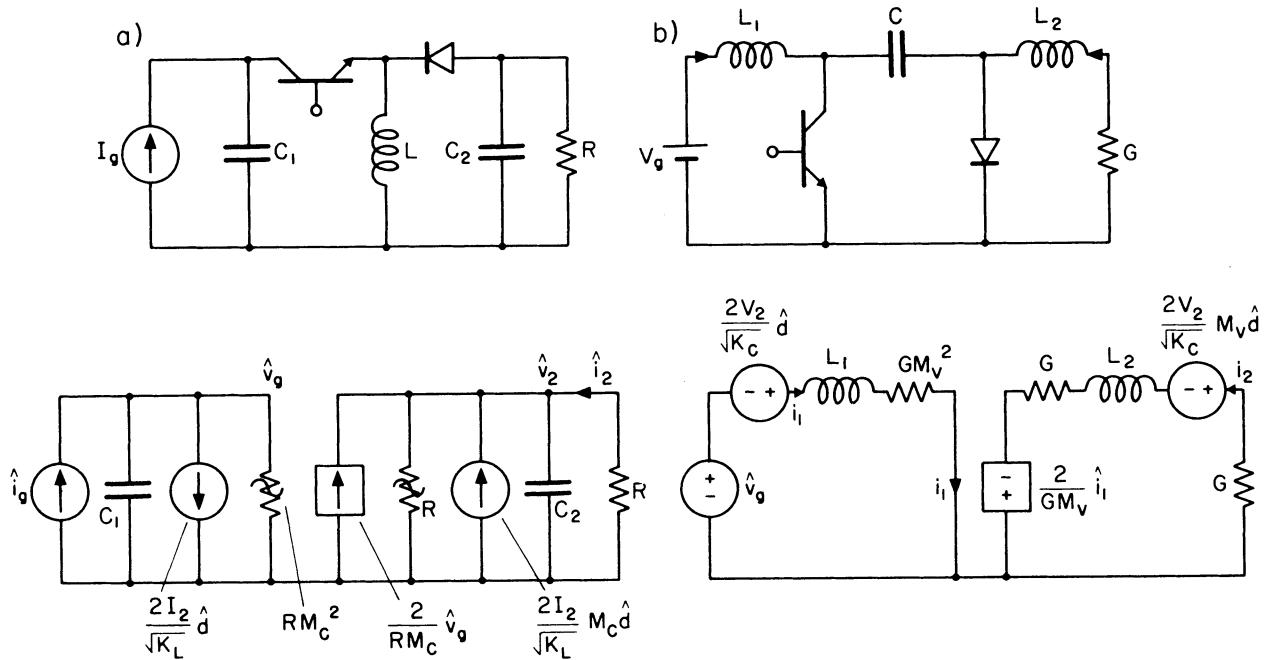 a)
I_g
C_1
L
C_2
R
b)
L_1
C
L_2
V_g
G
î_g
C_1
2I_2/√K_L d̂
v̂_g
RM_c^2
2/RM_c v̂_g
R
2I_2/√K_L M_c d̂
v̂_2
î_2
C_2
R
2V_2/√K_C d̂
- +
i_1
L_1
GM_v^2
+
-
v̂_g
i_1
-
+
2/GM_v î_1
G
L_2
2V_2/√K_C M_v d̂
- +
i_2
G